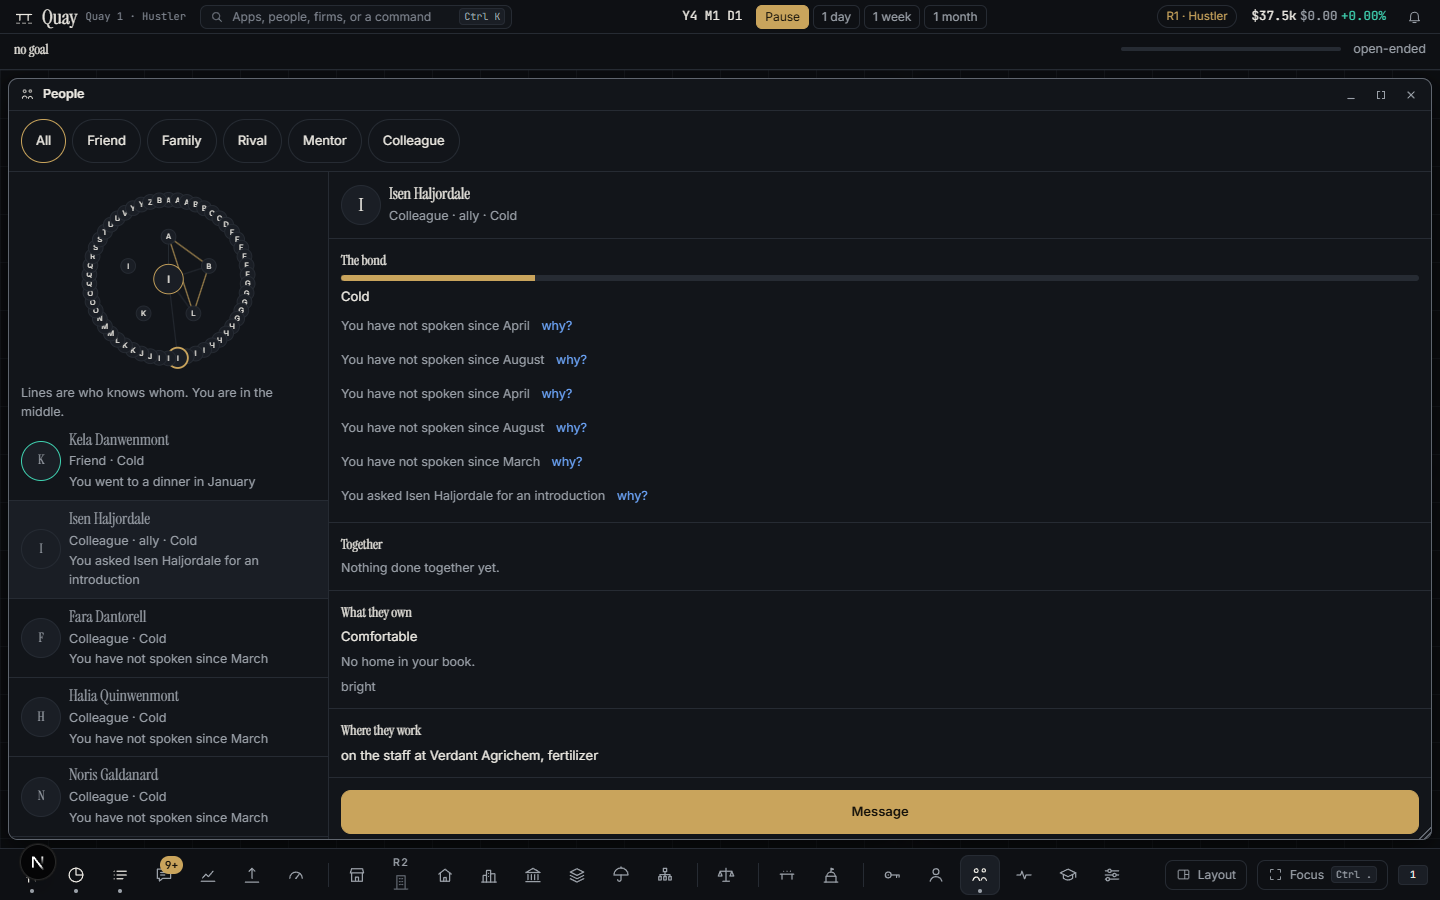 Quay
Quay 1 · Hustler
Apps, people, firms, or a command
Ctrl K
Y4 M1 D1
Pause
1 day
1 week
1 month
R1 · Hustler
$37.5k $0.00 +0.00%
no goal
open-ended
People
All
Friend
Family
Rival
Mentor
Colleague
A
B
I
I
K
L
Lines are who knows whom. You are in the
middle.
K
Kela Danwenmont
Friend · Cold
You went to a dinner in January
I
Isen Haljordale
Colleague · ally · Cold
You asked Isen Haljordale for an
introduction
F
Fara Dantorell
Colleague · Cold
You have not spoken since March
H
Halia Quinwenmont
Colleague · Cold
You have not spoken since March
N
Noris Galdanard
Colleague · Cold
You have not spoken since March
I
Isen Haljordale
Colleague · ally · Cold
The bond
Cold
You have not spoken since April why?
You have not spoken since August why?
You have not spoken since April why?
You have not spoken since August why?
You have not spoken since March why?
You asked Isen Haljordale for an introduction why?
Together
Nothing done together yet.
What they own
Comfortable
No home in your book.
bright
Where they work
on the staff at Verdant Agrichem, fertilizer
Message
N
9+
R2
Layout
Focus
Ctrl .
1